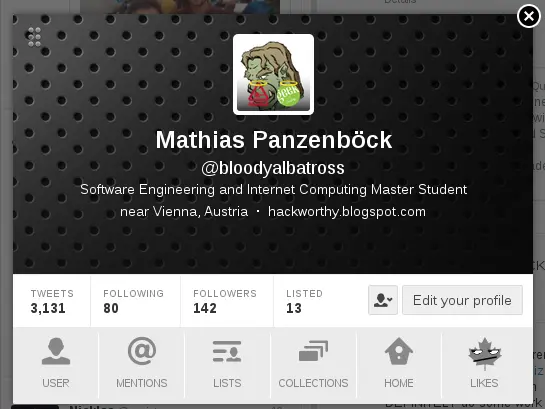 Details
Mathias Panzenböck
@bloodyalbatross
Software Engineering and Internet Computing Master Student
near Vienna, Austria · hackworthy.blogspot.com
TWEETS FOLLOWING FOLLOWERS LISTED
3,131 80 142 13
Edit your profile
USER MENTIONS LISTS COLLECTIONS HOME LIKES